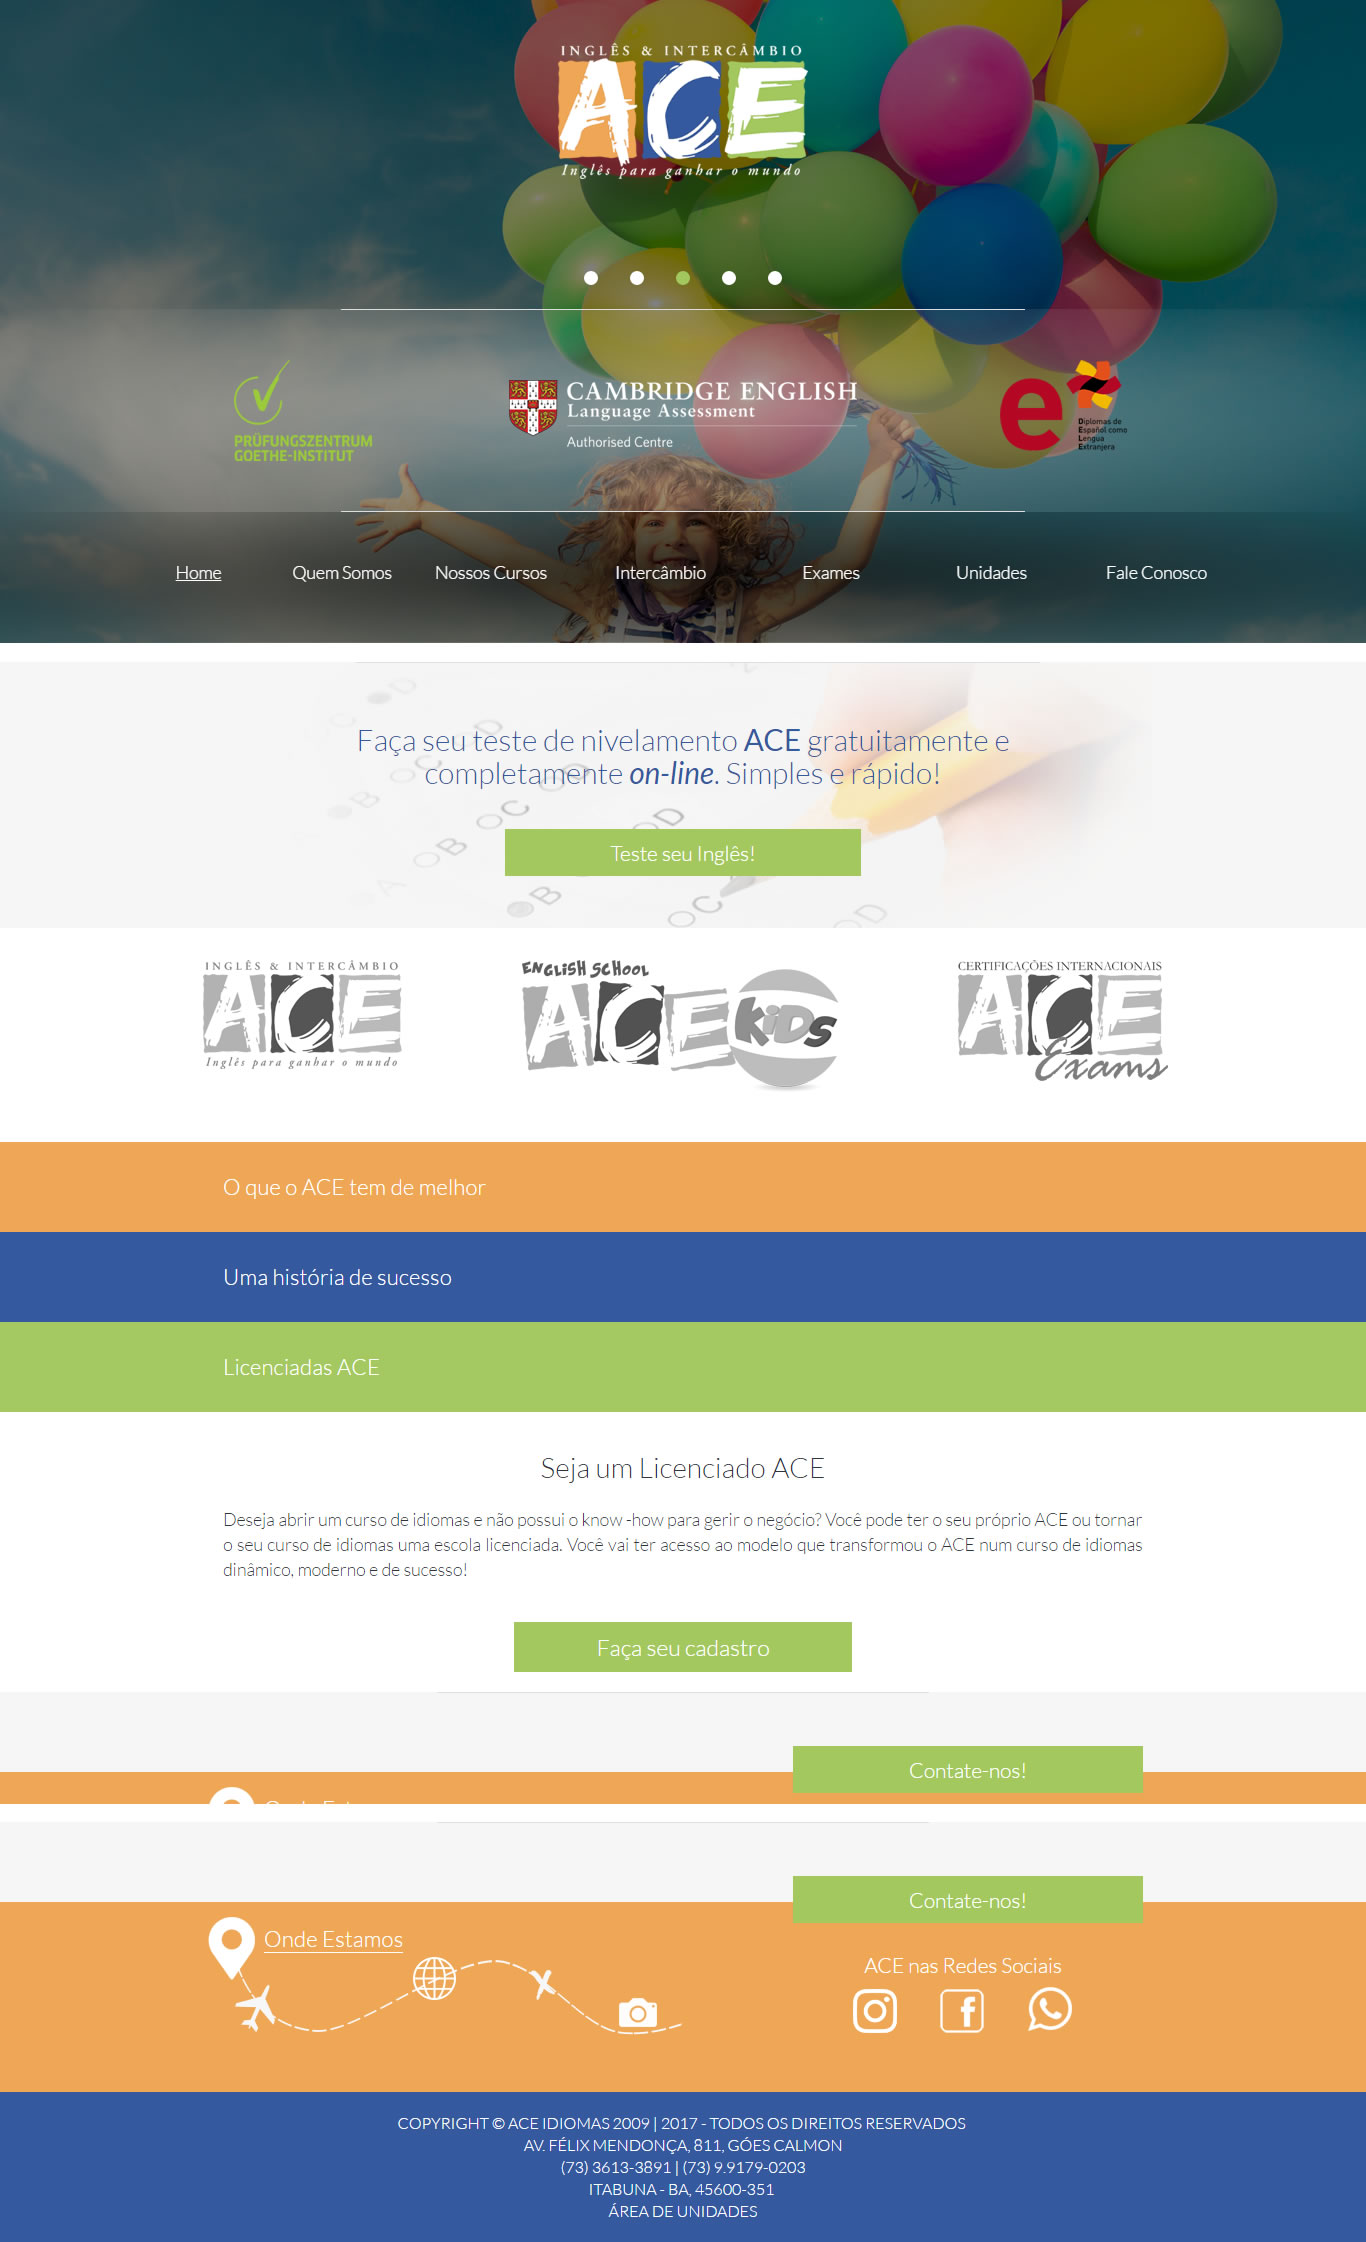 INGLÊS & INTERCÂMBIO
ACE
Inglês para ganhar o mundo
PRÜFUNGSZENTRUM
GOETHE-INSTITUT
CAMBRIDGE ENGLISH
Language Assessment
Authorised Centre
e
Diplomas de
Español como
Lengua
Extranjera
Home
Quem Somos
Nossos Cursos
Intercâmbio
Exames
Unidades
Fale Conosco
Faça seu teste de nivelamento ACE gratuitamente e
completamente on-line. Simples e rápido!
Teste seu Inglês!
INGLÊS & INTERCÂMBIO
ACE
Inglês para ganhar o mundo
ENGLISH SCHOOL
ACE KiDS
CERTIFICAÇÕES INTERNACIONAIS
ACE
Exams
O que o ACE tem de melhor
Uma história de sucesso
Licenciadas ACE
Seja um Licenciado ACE
Deseja abrir um curso de idiomas e não possui o know -how para gerir o negócio? Você pode ter o seu próprio ACE ou tornar
o seu curso de idiomas uma escola licenciada. Você vai ter acesso ao modelo que transformou o ACE num curso de idiomas
dinâmico, moderno e de sucesso!
Faça seu cadastro
Contate-nos!
Contate-nos!
Onde Estamos
ACE nas Redes Sociais
COPYRIGHT © ACE IDIOMAS 2009 | 2017 - TODOS OS DIREITOS RESERVADOS
AV. FÉLIX MENDONÇA, 811, GÓES CALMON
(73) 3613-3891 | (73) 9.9179-0203
ITABUNA - BA, 45600-351
ÁREA DE UNIDADES